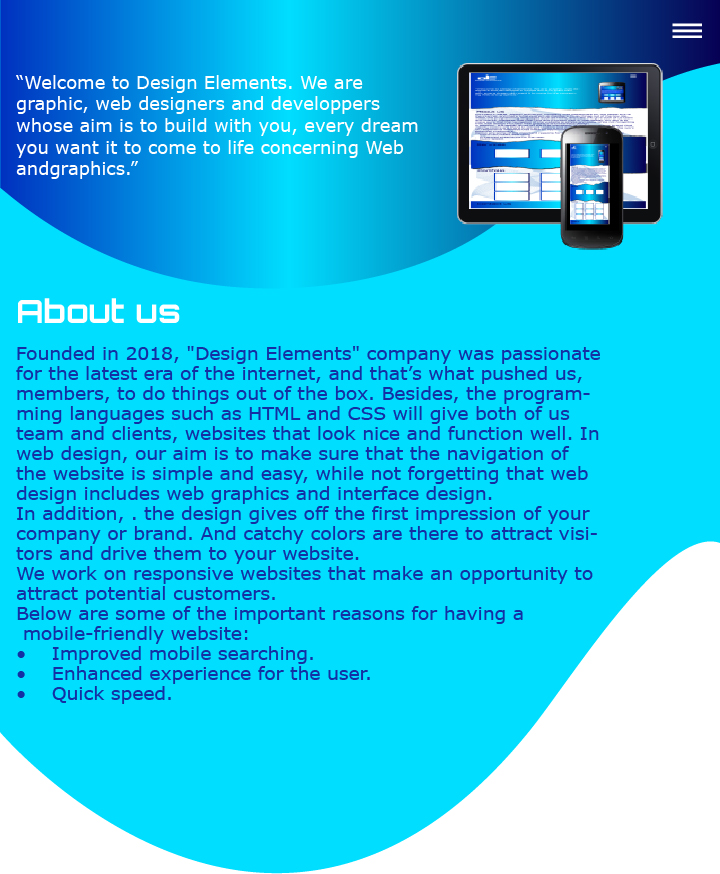 “Welcome to Design Elements. We are
graphic, web designers and developpers
whose aim is to build with you, every dream
you want it to come to life concerning Web
andgraphics.”
About us
Founded in 2018, "Design Elements" company was passionate
for the latest era of the internet, and that’s what pushed us,
members, to do things out of the box. Besides, the program-
ming languages such as HTML and CSS will give both of us
team and clients, websites that look nice and function well. In
web design, our aim is to make sure that the navigation of
the website is simple and easy, while not forgetting that web
design includes web graphics and interface design.
In addition, . the design gives off the first impression of your
company or brand. And catchy colors are there to attract visi-
tors and drive them to your website.
We work on responsive websites that make an opportunity to
attract potential customers.
Below are some of the important reasons for having a
mobile-friendly website:
• Improved mobile searching.
• Enhanced experience for the user.
• Quick speed.